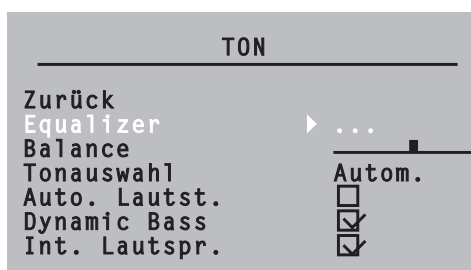 TON
Zurück
Equalizer ...
Balance
Tonauswahl Autom.
Auto. Lautst.
Dynamic Bass
Int. Lautspr.